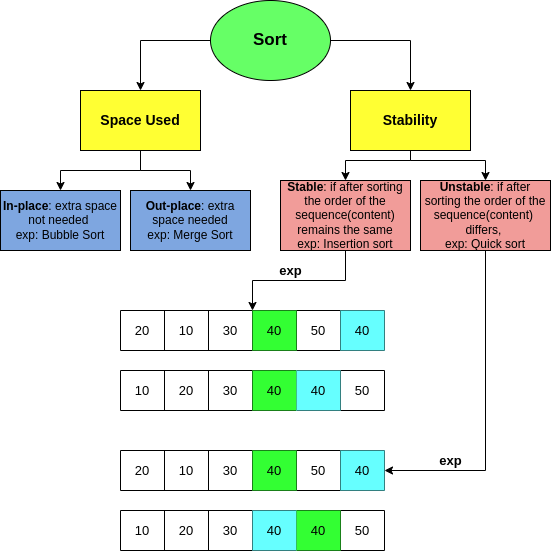 Sort
Space Used
Stability
In-place: extra space
not needed
exp: Bubble Sort
Out-place: extra
space needed
exp: Merge Sort
Stable: if after sorting
the order of the
sequence(content)
remains the same
exp: Insertion sort
Unstable: if after
sorting the order of the
sequence(content)
differs,
exp: Quick sort
exp
20 10 30 40 50 40
10 20 30 40 40 50
exp
20 10 30 40 50 40
10 20 30 40 40 50